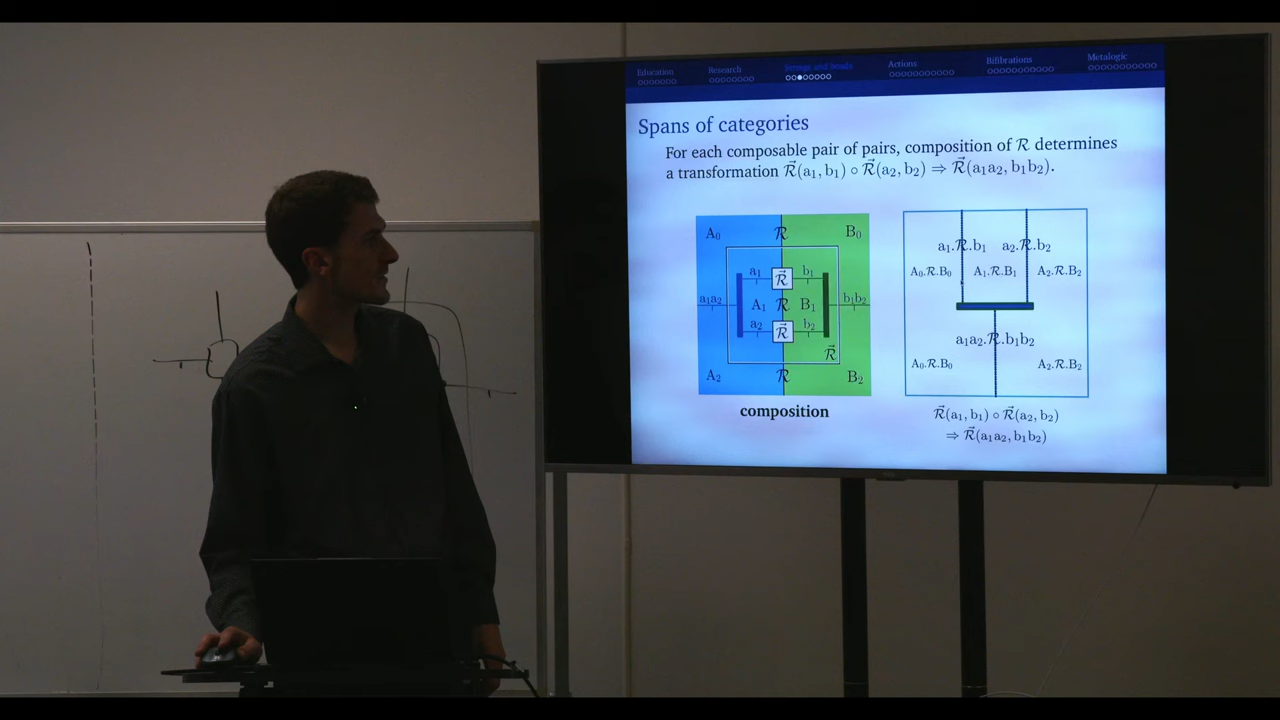 Education Research Strings and beads Actions Bifibrations Metalogic
Spans of categories
For each composable pair of pairs, composition of ℛ determines
a transformation ℛ⃗(a₁, b₁) ∘ ℛ⃗(a₂, b₂) ⇒ ℛ⃗(a₁a₂, b₁b₂).
A₀ ℛ B₀
a₁ ℛ⃗ b₁
a₁a₂ A₁ ℛ B₁ b₁b₂
a₂ ℛ⃗ b₂
ℛ⃗
A₂ ℛ B₂
composition
a₁.ℛ.b₁ a₂.ℛ.b₂
A₀.ℛ.B₀ A₁.ℛ.B₁ A₂.ℛ.B₂
a₁a₂.ℛ.b₁b₂
A₀.ℛ.B₀ A₂.ℛ.B₂
ℛ⃗(a₁, b₁) ∘ ℛ⃗(a₂, b₂)
⇒ ℛ⃗(a₁a₂, b₁b₂)